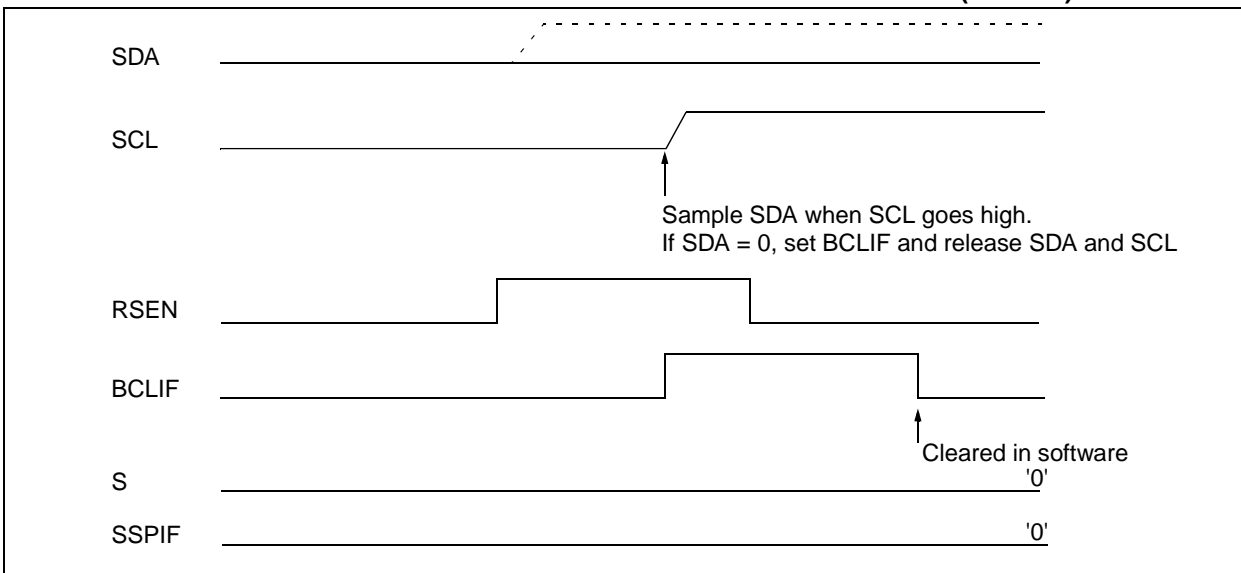 SDA
SCL
Sample SDA when SCL goes high.
If SDA = 0, set BCLIF and release SDA and SCL
RSEN
BCLIF
Cleared in software
S
'0'
SSPIF
'0'